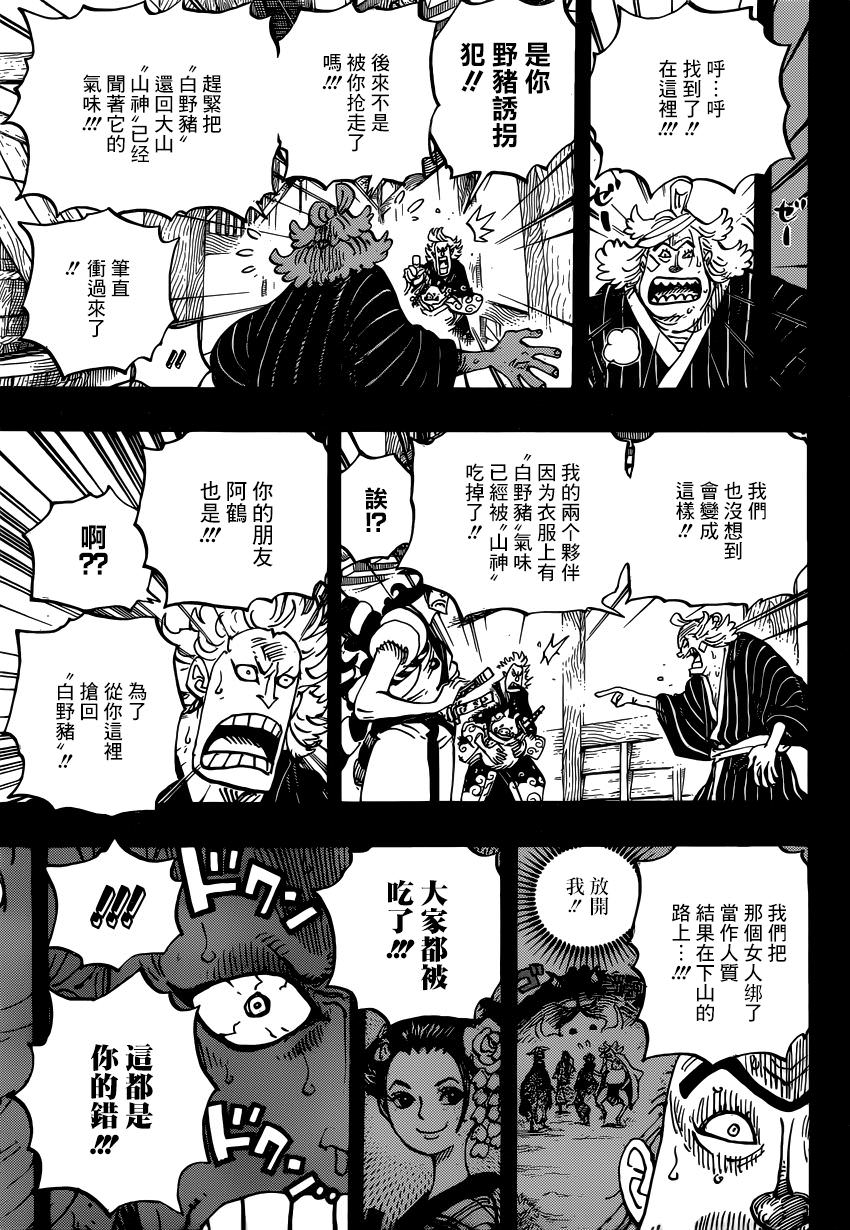 呼…呼
找到了!!
在這裡!!!
ゼー
ゼー
是你
野豬誘拐
犯!!
後來不是
被你抢走了
嗎!!!
趕緊把
“白野豬”
還回大山
“山神”已经
聞著它的
氣味!!!
筆直
衝過來了
!!
我們
也沒想到
會變成
這樣!!
我的兩個夥伴
因为衣服上有
“白野豬”氣味
已經被“山神”
吃掉了!!
誒!?
你的朋友
阿鶴
也是!!!
啊??
為了
從你這裡
搶回
“白野豬”!!
我們把
那個女人绑了
當作人質
結果在下山的
路上…!!!
放開
我!!
大家都被
吃了!!!
ドクン
!!!!
這都是
你的錯!!!
ドクン